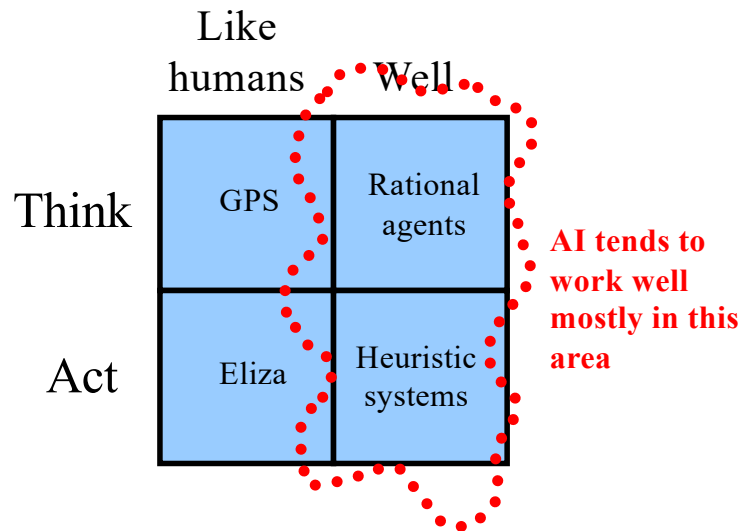 Like
humans
Well
Think
GPS
Rational
agents
AI tends to
work well
mostly in this
area
Act
Eliza
Heuristic
systems